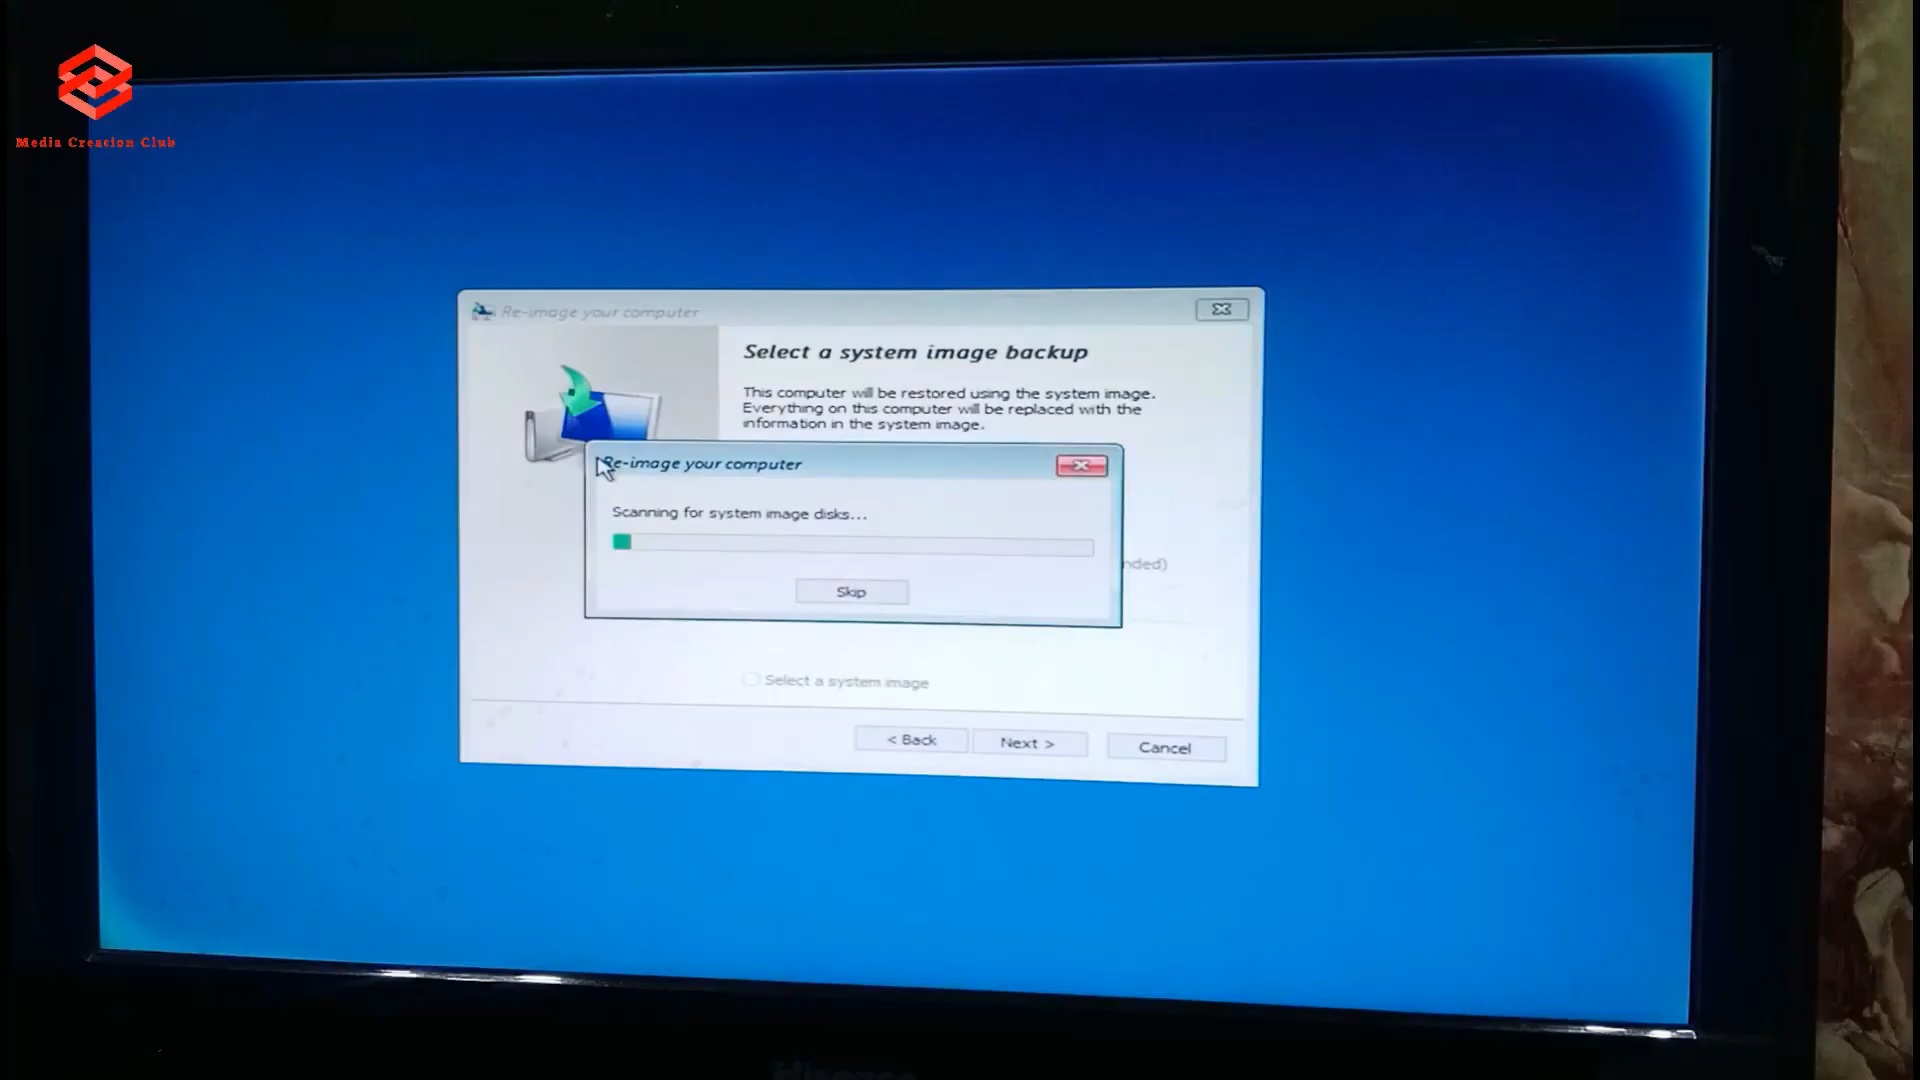 Media Creation Club
Re-image your computer
Select a system image backup
This computer will be restored using the system image.
Everything on this computer will be replaced with the
information in the system image.
Re-image your computer
Scanning for system image disks...
nded)
Skip
Select a system image
< Back
Next >
Cancel